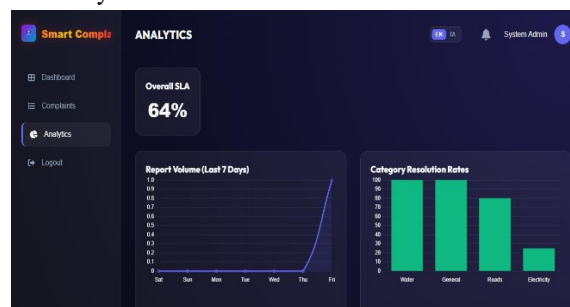 Smart Compla
ANALYTICS
EN TA
System Admin
S
Dashboard
Complaints
Analytics
Logout
Overall SLA
64%
Report Volume (Last 7 Days)
1.0
0.9
0.8
0.7
0.6
0.5
0.4
0.3
0.2
0.1
0
Sat Sun Mon Tue Wed Thu Fri
Category Resolution Rates
100
90
80
70
60
50
40
30
20
10
0
Water General Roads Electricity